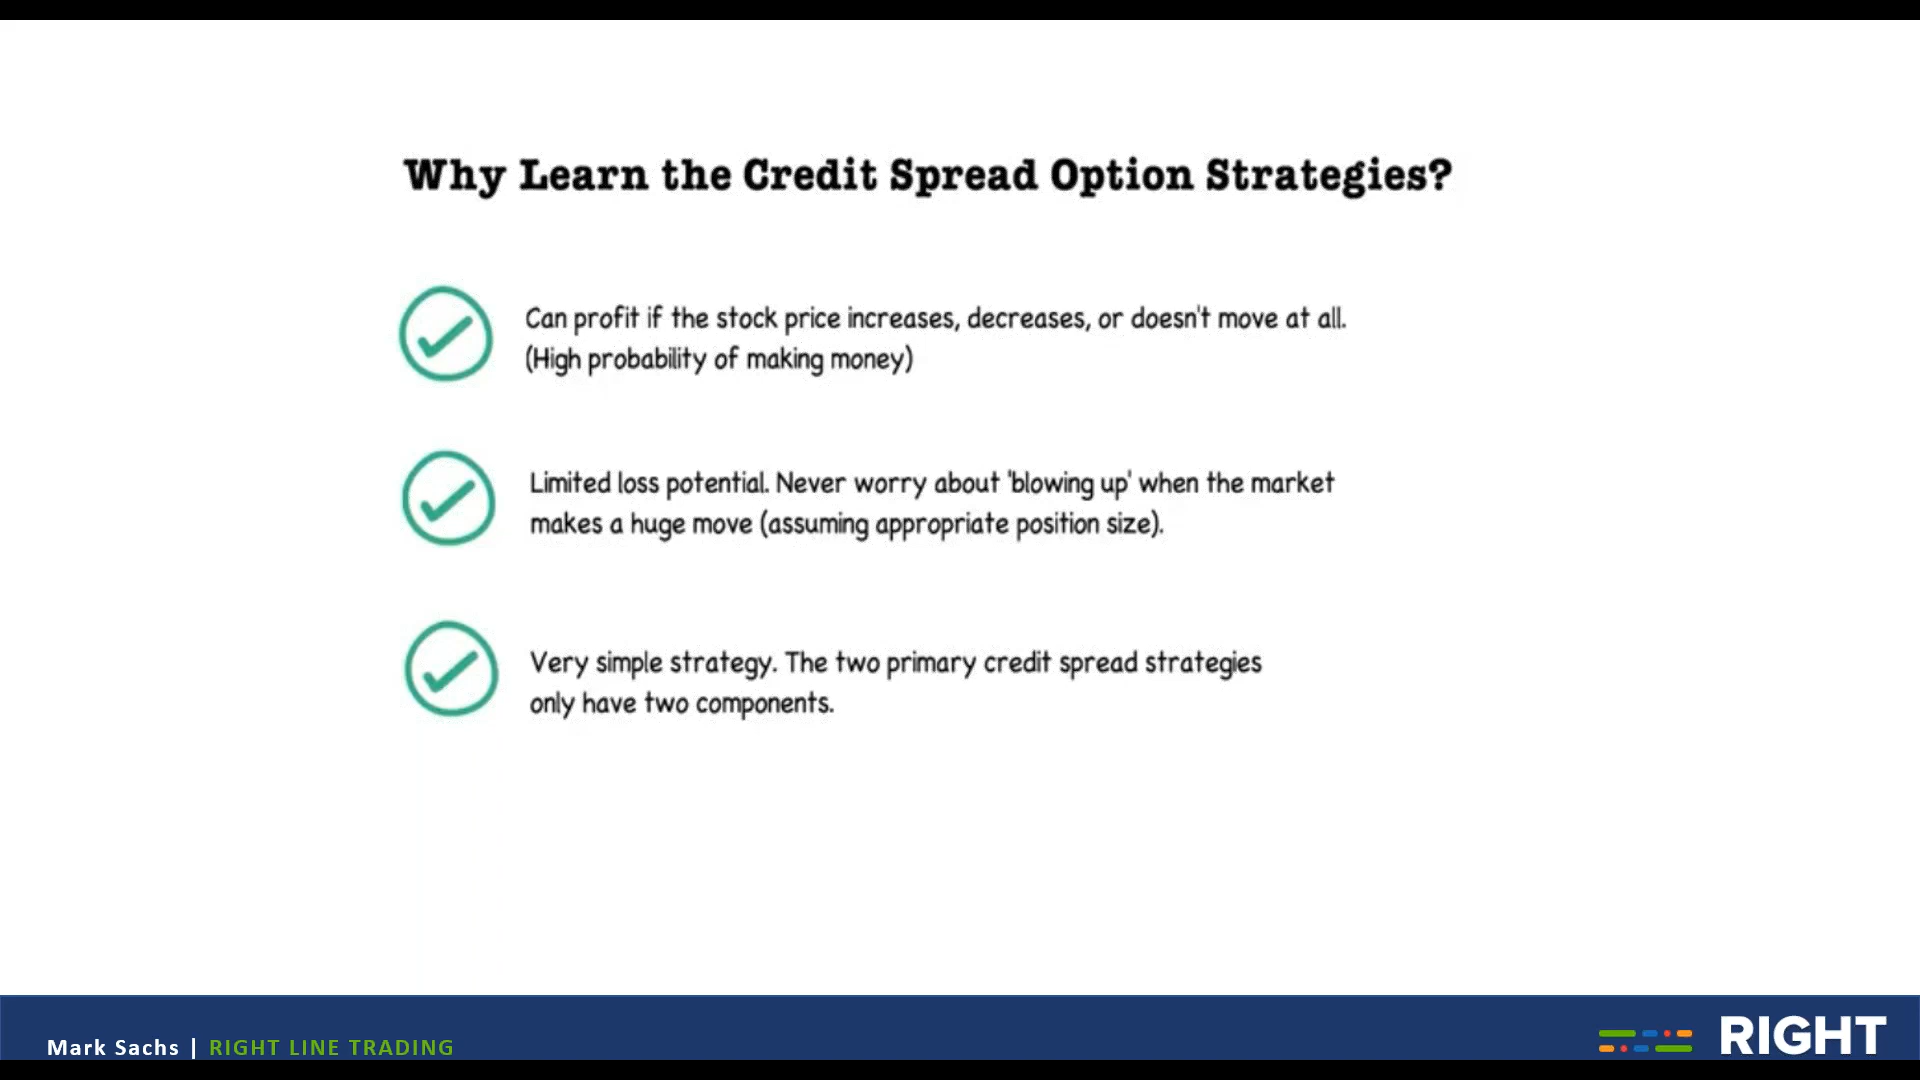 Why Learn the Credit Spread Option Strategies?
Can profit if the stock price increases, decreases, or doesn't move at all.
(High probability of making money)
Limited loss potential. Never worry about 'blowing up' when the market
makes a huge move (assuming appropriate position size).
Very simple strategy. The two primary credit spread strategies
only have two components.
Mark Sachs | RIGHT LINE TRADING
RIGHT